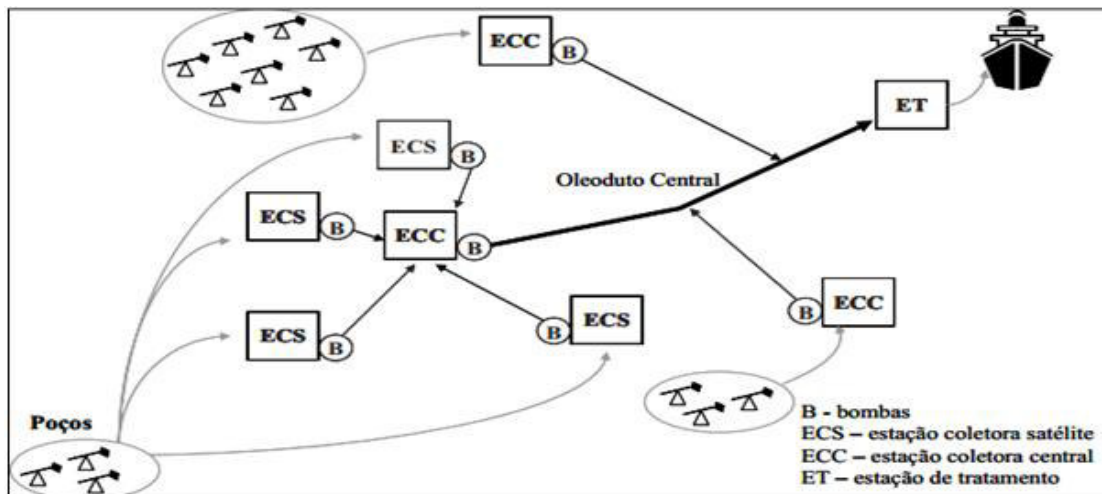 ECC
B
ET
ECS
B
Oleoduto Central
ECS
B
ECC
B
ECS
B
B
ECS
B
ECC
Poços
B - bombas
ECS – estação coletora satélite
ECC – estação coletora central
ET – estação de tratamento